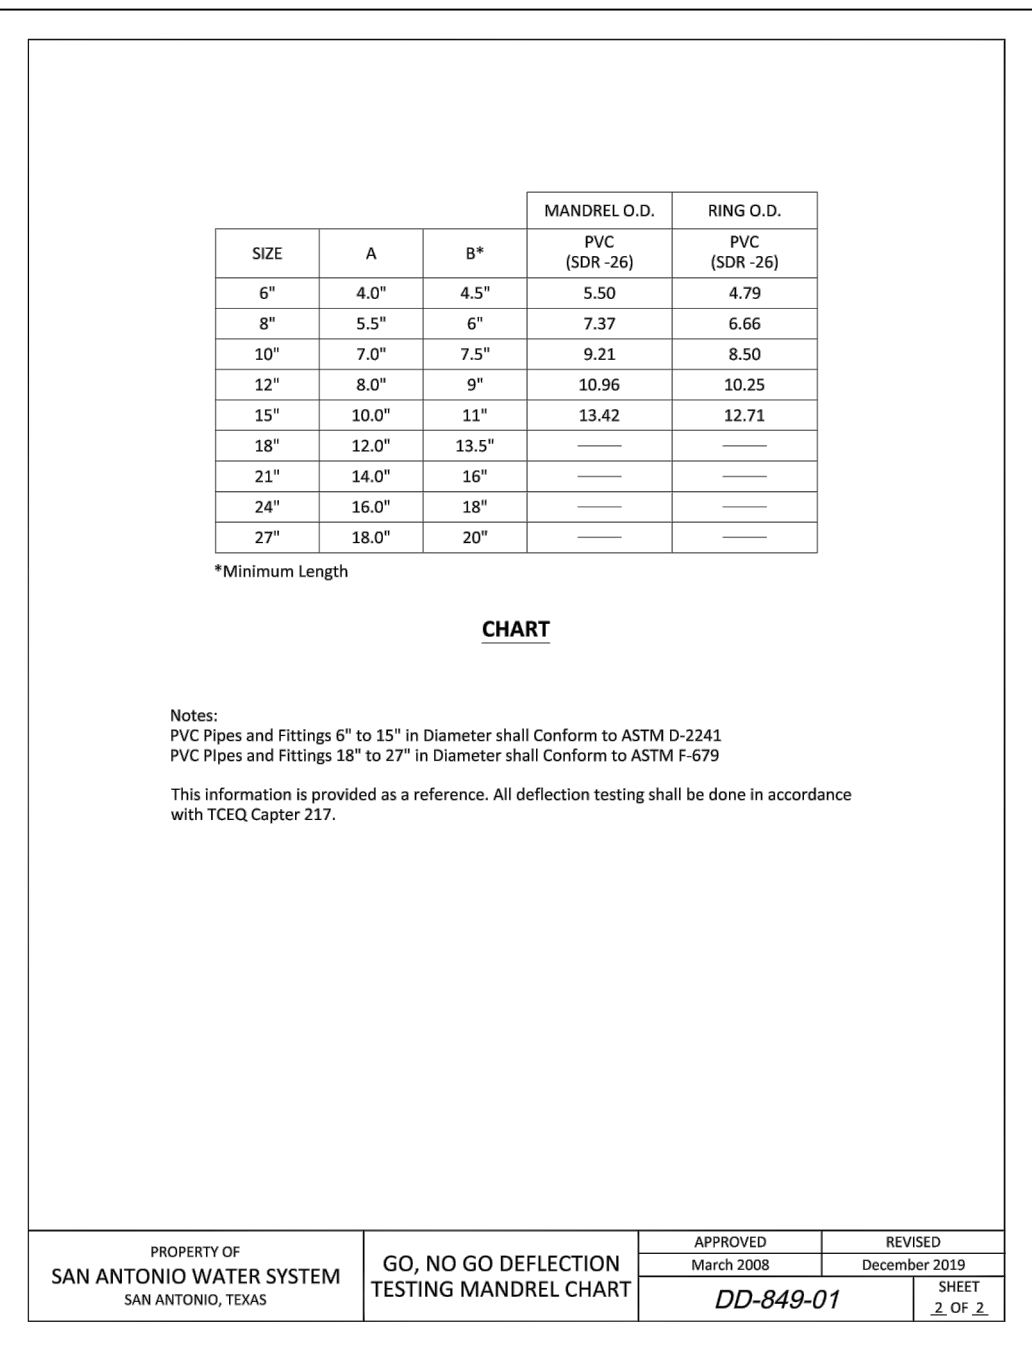 MANDREL O.D. RING O.D.
SIZE A B* PVC (SDR -26) PVC (SDR -26)
6" 4.0" 4.5" 5.50 4.79
8" 5.5" 6" 7.37 6.66
10" 7.0" 7.5" 9.21 8.50
12" 8.0" 9" 10.96 10.25
15" 10.0" 11" 13.42 12.71
18" 12.0" 13.5" —— ——
21" 14.0" 16" —— ——
24" 16.0" 18" —— ——
27" 18.0" 20" —— ——
*Minimum Length
CHART
Notes:
PVC Pipes and Fittings 6" to 15" in Diameter shall Conform to ASTM D-2241
PVC PIpes and Fittings 18" to 27" in Diameter shall Conform to ASTM F-679
This information is provided as a reference. All deflection testing shall be done in accordance
with TCEQ Capter 217.
PROPERTY OF
SAN ANTONIO WATER SYSTEM
SAN ANTONIO, TEXAS
GO, NO GO DEFLECTION
TESTING MANDREL CHART
APPROVED
March 2008
REVISED
December 2019
DD-849-01
SHEET
2 OF 2